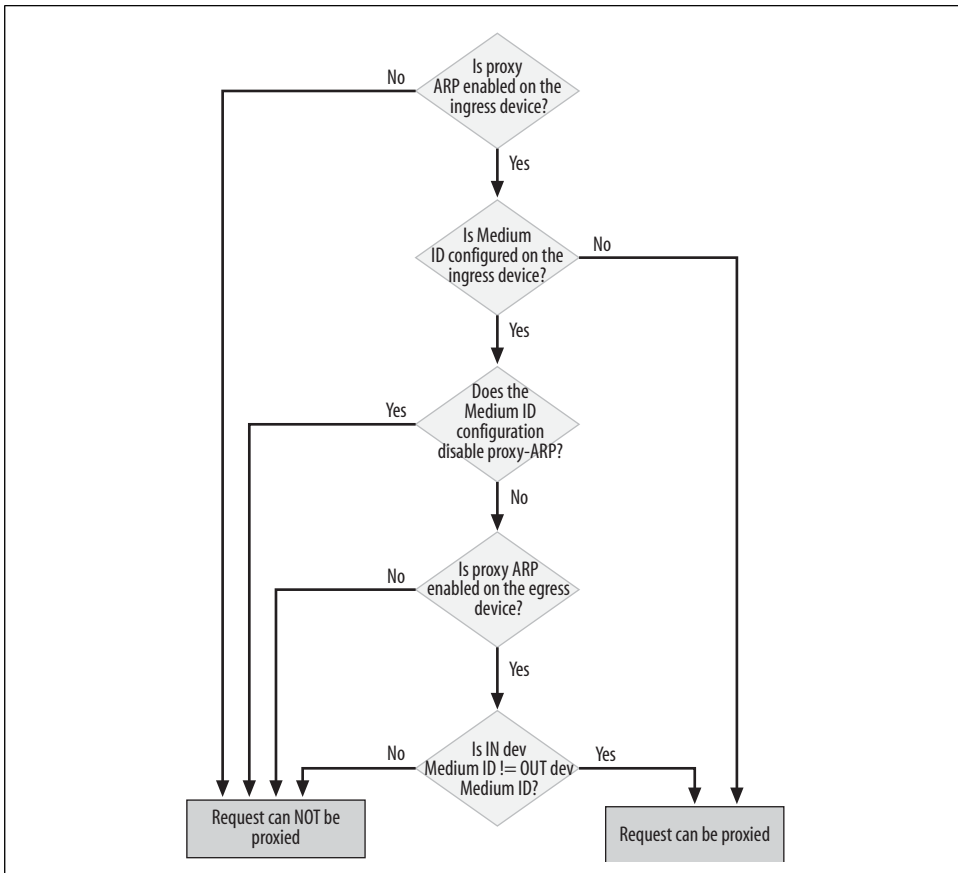 Is proxy
ARP enabled on the
ingress device?
No
Yes
Is Medium
ID configured on the
ingress device?
No
Yes
Does the
Medium ID
configuration
disable proxy-ARP?
Yes
No
Is proxy ARP
enabled on the egress
device?
No
Yes
Is IN dev
Medium ID != OUT dev
Medium ID?
No
Yes
Request can NOT be
proxied
Request can be proxied